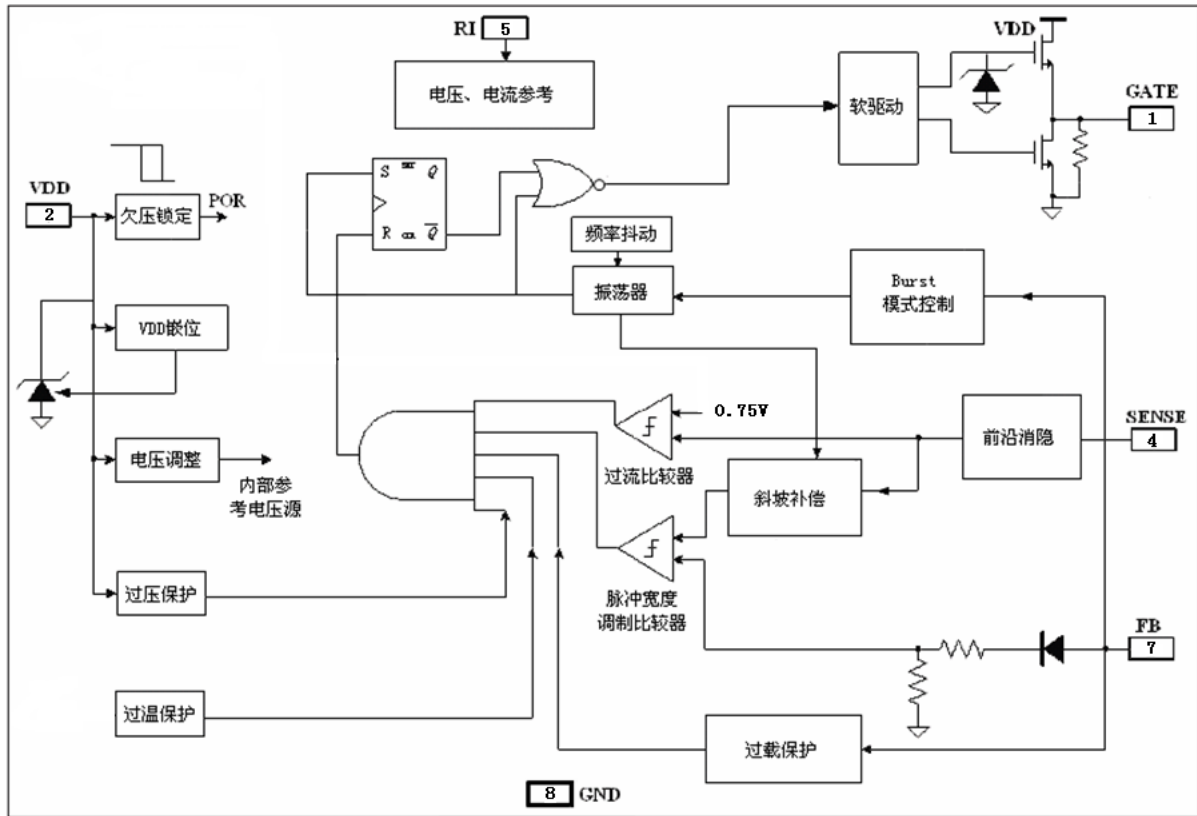 RI 5
电压、电流参考
VDD
软驱动
GATE
1
VDD
2
欠压锁定
POR
S Q
R Q
频率抖动
振荡器
Burst
模式控制
VDD嵌位
0.75V
过流比较器
前沿消隐
SENSE
4
电压调整
内部参
考电压源
斜坡补偿
过压保护
脉冲宽度
调制比较器
FB
7
过温保护
过载保护
8 GND